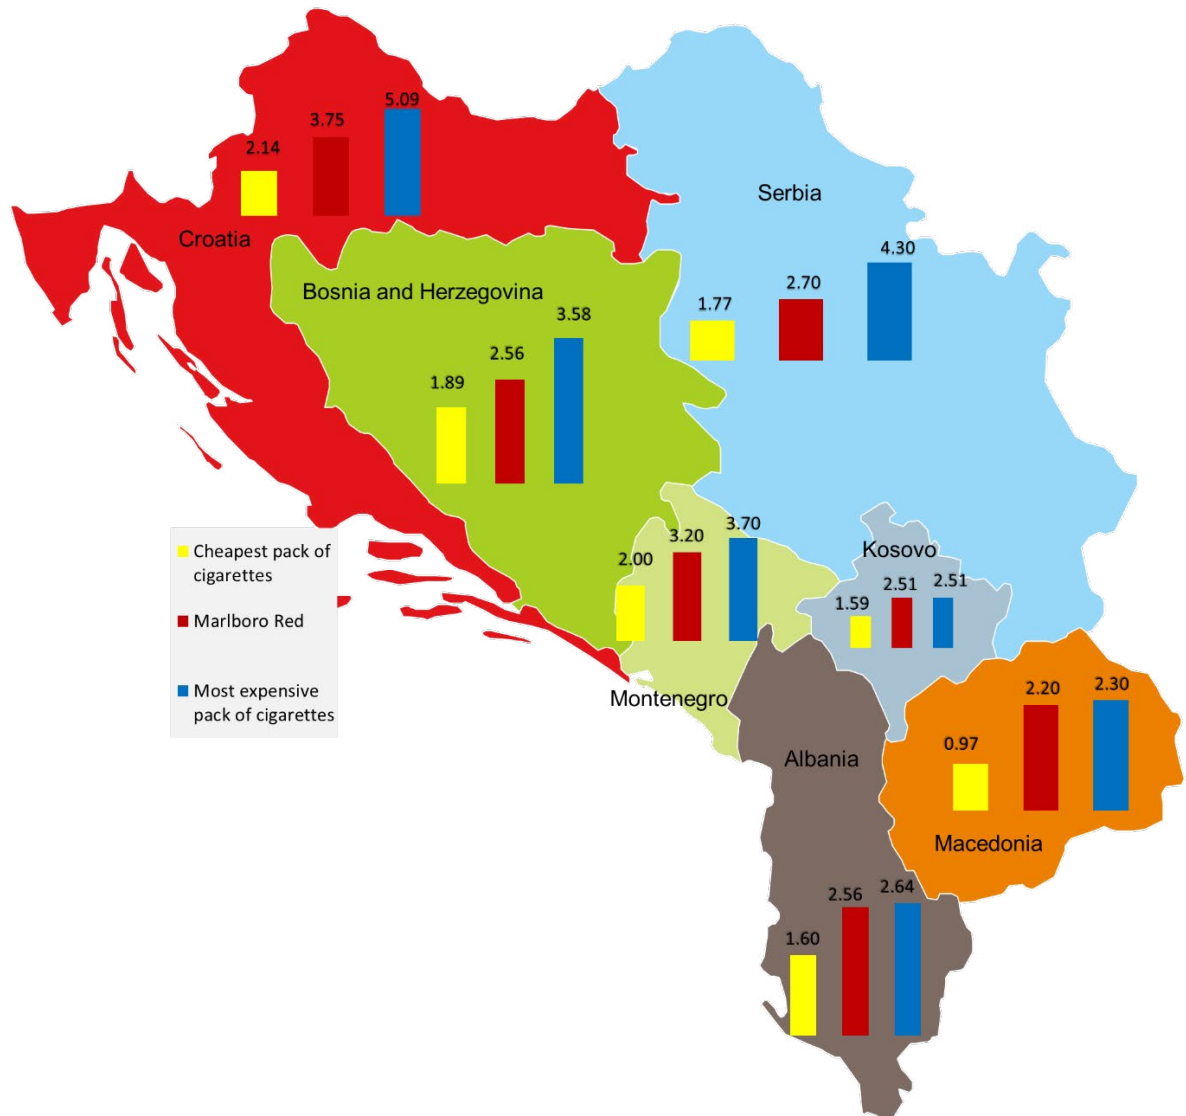 5.09
3.75
2.14
Croatia
Serbia
4.30
2.70
1.77
Bosnia and Herzegovina
3.58
2.56
1.89
Cheapest pack of
cigarettes
Marlboro Red
Most expensive
pack of cigarettes
3.70
3.20
2.00
Montenegro
Kosovo
2.51
2.51
1.59
2.20
2.30
0.97
Macedonia
Albania
2.64
2.56
1.60